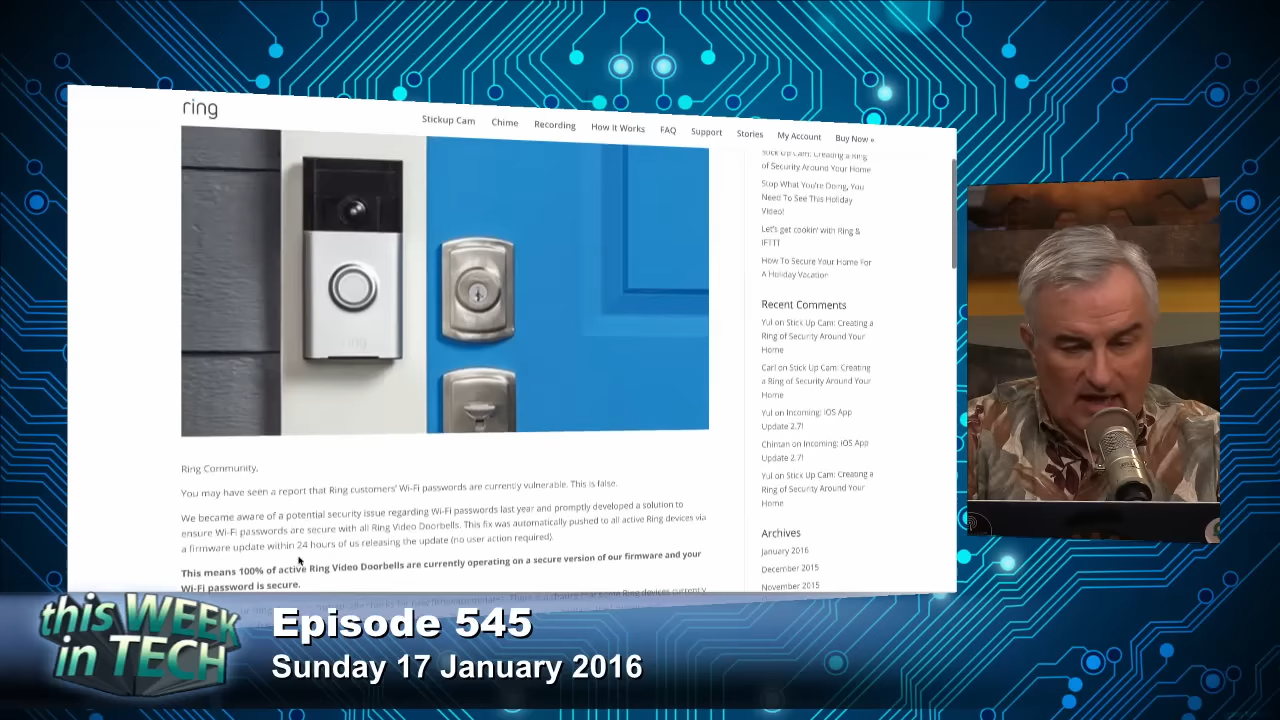 ring
Stickup Cam Chime Recording How It Works FAQ Support Stories My Account Buy Now »
Stick Up Cam: Creating a Ring
of Security Around Your Home
Stop What You're Doing, You
Need To See This Holiday
Video!
Let's get cookin' with Ring &
IFTTT
How To Secure Your Home For
A Holiday Vacation
Recent Comments
Yul on Stick Up Cam: Creating a
Ring of Security Around Your
Home
Carl on Stick Up Cam: Creating
a Ring of Security Around Your
Home
Yul on Incoming: iOS App
Update 2.7!
Chintan on Incoming: iOS App
Update 2.7!
Yul on Stick Up Cam: Creating a
Ring of Security Around Your
Home
Archives
January 2016
December 2015
November 2015
ring
Ring Community,
You may have seen a report that Ring customers' Wi-Fi passwords are currently vulnerable. This is false.
We became aware of a potential security issue regarding Wi-Fi passwords last year and promptly developed a solution to
ensure Wi-Fi passwords are secure with all Ring Video Doorbells. This fix was automatically pushed to all active Ring devices via
a firmware update within 24 hours of us releasing the update (no user action required).
This means 100% of active Ring Video Doorbells are currently operating on a secure version of our firmware and your
Wi-Fi password is secure.
this WEEK
in TECH
Episode 545
Sunday 17 January 2016